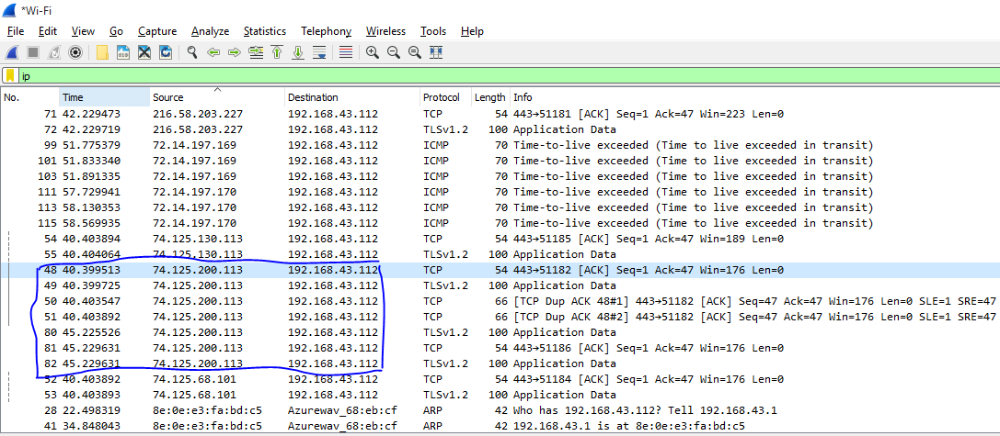 *Wi-Fi
File Edit View Go Capture Analyze Statistics Telephony Wireless Tools Help
ip
No. Time Source Destination Protocol Length Info
71 42.229473 216.58.203.227 192.168.43.112 TCP 54 443→51181 [ACK] Seq=1 Ack=47 Win=223 Len=0
72 42.229719 216.58.203.227 192.168.43.112 TLSv1.2 100 Application Data
99 51.775379 72.14.197.169 192.168.43.112 ICMP 70 Time-to-live exceeded (Time to live exceeded in transit)
101 51.833340 72.14.197.169 192.168.43.112 ICMP 70 Time-to-live exceeded (Time to live exceeded in transit)
103 51.891335 72.14.197.169 192.168.43.112 ICMP 70 Time-to-live exceeded (Time to live exceeded in transit)
111 57.729941 72.14.197.170 192.168.43.112 ICMP 70 Time-to-live exceeded (Time to live exceeded in transit)
113 58.130353 72.14.197.170 192.168.43.112 ICMP 70 Time-to-live exceeded (Time to live exceeded in transit)
115 58.569935 72.14.197.170 192.168.43.112 ICMP 70 Time-to-live exceeded (Time to live exceeded in transit)
54 40.403894 74.125.130.113 192.168.43.112 TCP 54 443→51185 [ACK] Seq=1 Ack=47 Win=189 Len=0
55 40.404064 74.125.130.113 192.168.43.112 TLSv1.2 100 Application Data
48 40.399513 74.125.200.113 192.168.43.112 TCP 54 443→51182 [ACK] Seq=1 Ack=47 Win=176 Len=0
49 40.399725 74.125.200.113 192.168.43.112 TLSv1.2 100 Application Data
50 40.403547 74.125.200.113 192.168.43.112 TCP 66 [TCP Dup ACK 48#1] 443→51182 [ACK] Seq=47 Ack=47 Win=176 Len=0 SLE=1 SRE=47
51 40.403892 74.125.200.113 192.168.43.112 TCP 66 [TCP Dup ACK 48#2] 443→51182 [ACK] Seq=47 Ack=47 Win=176 Len=0 SLE=1 SRE=47
80 45.225526 74.125.200.113 192.168.43.112 TLSv1.2 100 Application Data
81 45.229631 74.125.200.113 192.168.43.112 TCP 54 443→51186 [ACK] Seq=1 Ack=47 Win=176 Len=0
82 45.229631 74.125.200.113 192.168.43.112 TLSv1.2 100 Application Data
52 40.403892 74.125.68.101 192.168.43.112 TCP 54 443→51184 [ACK] Seq=1 Ack=47 Win=176 Len=0
53 40.403893 74.125.68.101 192.168.43.112 TLSv1.2 100 Application Data
28 22.498319 8e:0e:e3:fa:bd:c5 Azurewav_68:eb:cf ARP 42 Who has 192.168.43.112? Tell 192.168.43.1
41 34.848043 8e:0e:e3:fa:bd:c5 Azurewav_68:eb:cf ARP 42 192.168.43.1 is at 8e:0e:e3:fa:bd:c5